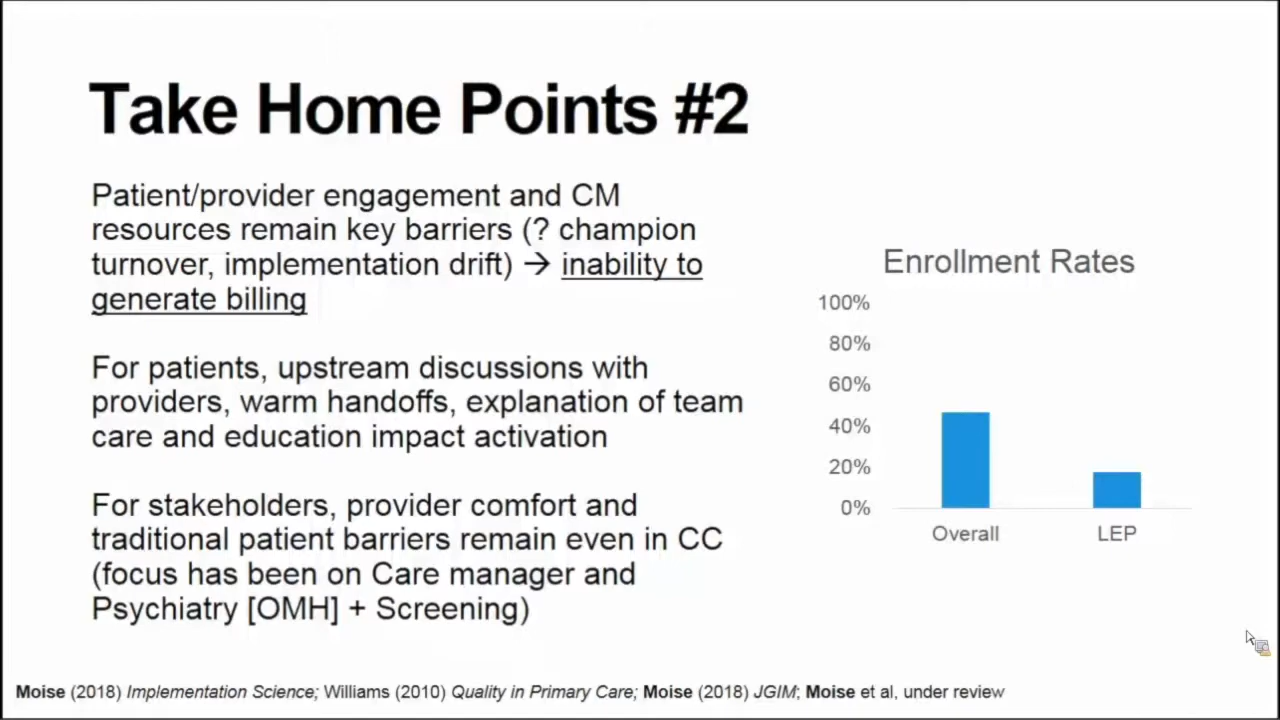 Take Home Points #2
Patient/provider engagement and CM
resources remain key barriers (? champion
turnover, implementation drift) → inability to
generate billing
For patients, upstream discussions with
providers, warm handoffs, explanation of team
care and education impact activation
For stakeholders, provider comfort and
traditional patient barriers remain even in CC
(focus has been on Care manager and
Psychiatry [OMH] + Screening)
Enrollment Rates
100%
80%
60%
40%
20%
0%
Overall LEP
Moise (2018) Implementation Science; Williams (2010) Quality in Primary Care; Moise (2018) JGIM; Moise et al, under review